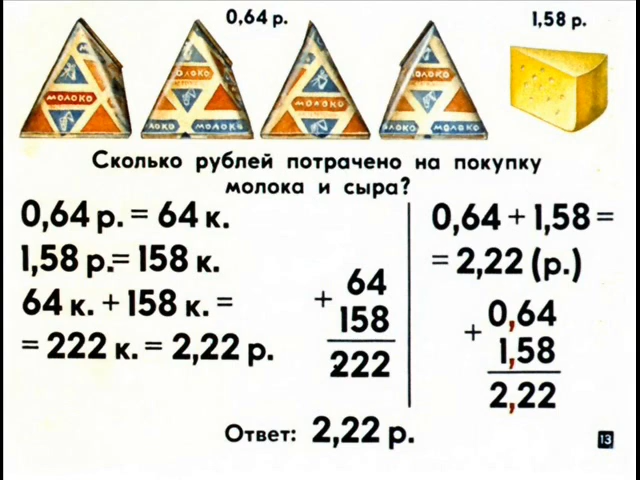 0,64 р.
1,58 р.
МОЛОКО
МОЛОКО
МОЛОКО
МОЛОКО
МОЛОКО МОЛОКО
МОЛОКО
Сколько рублей потрачено на покупку
молока и сыра?
0,64 р. = 64 к.
1,58 р.= 158 к.
64 к. + 158 к. =
= 222 к. = 2,22 р.
64
+
158
222
0,64 + 1,58 =
= 2,22 (р.)
0,64
+
1,58
2,22
Ответ: 2,22 р.
13